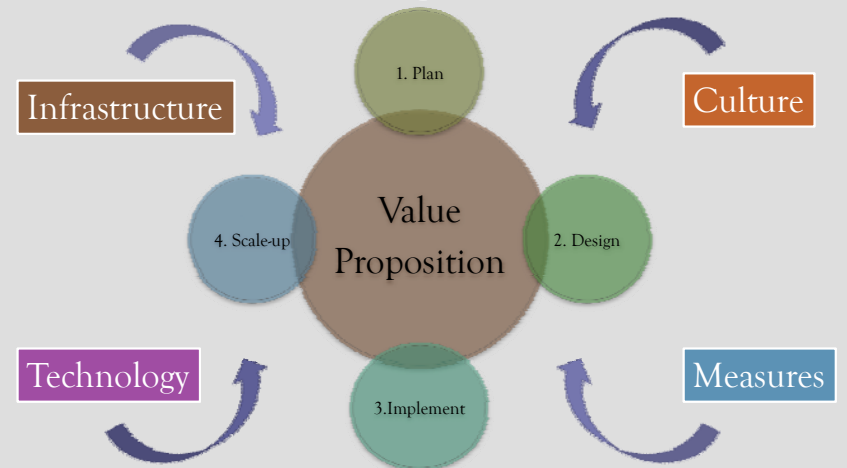 1. Plan
Infrastructure
Culture
Value
Proposition
4. Scale-up
2. Design
Technology
Measures
3.Implement